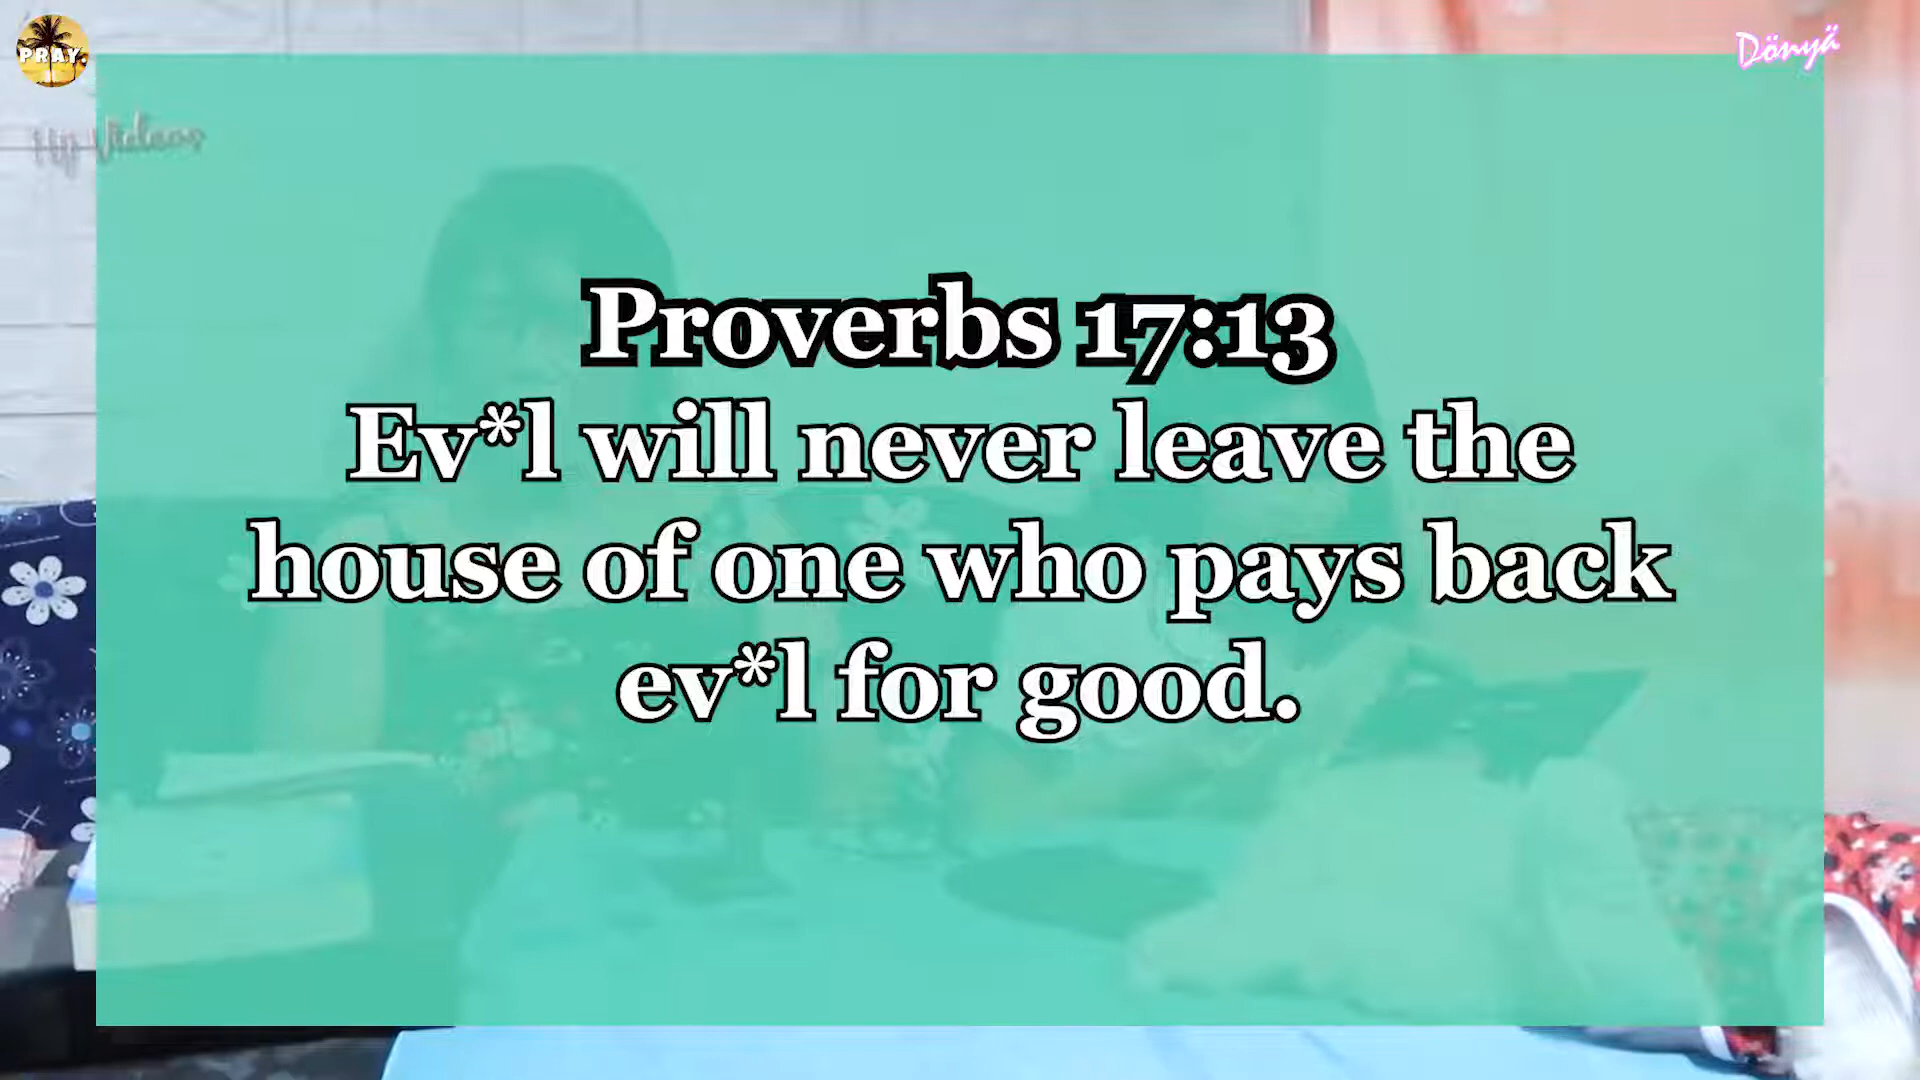 PRAY.
Dönyä
Videos
Proverbs 17:13
Ev*l will never leave the
house of one who pays back
ev*l for good.